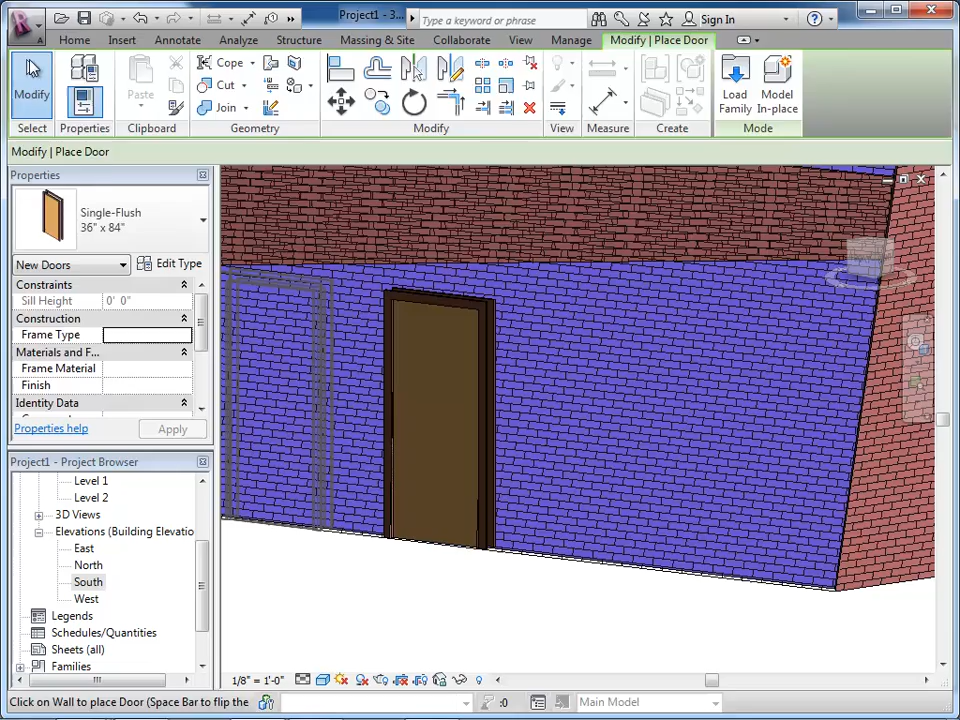 Project1 - 3...
Type a keyword or phrase
Sign In
Home
Insert
Annotate
Analyze
Structure
Massing & Site
Collaborate
View
Manage
Modify | Place Door
Modify
Paste
Cope
Cut
Join
Load Family
Model In-place
Select
Properties
Clipboard
Geometry
Modify
View
Measure
Create
Mode
Modify | Place Door
Properties
Single-Flush
36" x 84"
New Doors
Edit Type
Constraints
Sill Height 0' 0"
Construction
Frame Type
Materials and F...
Frame Material
Finish
Identity Data
Properties help
Apply
Project1 - Project Browser
Level 1
Level 2
3D Views
Elevations (Building Elevatio
East
North
South
West
Legends
Schedules/Quantities
Sheets (all)
Families
1/8" = 1'-0"
Click on Wall to place Door (Space Bar to flip the
:0
Main Model